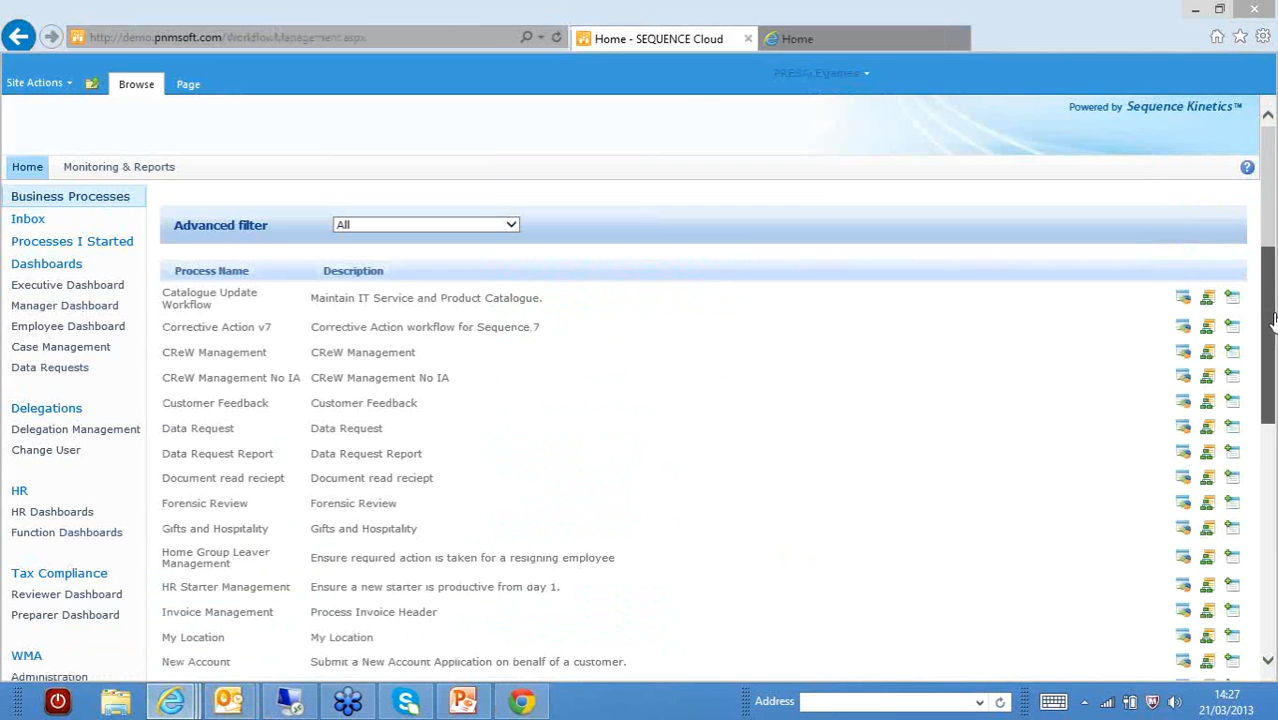 http://demo.pnmsoft.com/WorkflowManagement.aspx
Home - SEQUENCE Cloud
Home
Site Actions
Browse
Page
Powered by Sequence Kinetics™
Home
Monitoring & Reports
Business Processes
Inbox
Processes I Started
Dashboards
Executive Dashboard
Manager Dashboard
Employee Dashboard
Case Management
Data Requests
Delegations
Delegation Management
Change User
HR
HR Dashboards
Function Dashboards
Tax Compliance
Reviewer Dashboard
Preparer Dashboard
WMA
Administration
Advanced filter
All
Process Name Description
Catalogue Update
Workflow
Maintain IT Service and Product Catalogue.
Corrective Action v7 Corrective Action workflow for Sequence.7
CReW Management CReW Management
CReW Management No IA CReW Management No IA
Customer Feedback Customer Feedback
Data Request Data Request
Data Request Report Data Request Report
Document read reciept Document read reciept
Forensic Review Forensic Review
Gifts and Hospitality Gifts and Hospitality
Home Group Leaver
Management
Ensure required action is taken for a resigning employee
HR Starter Management Ensure a new starter is productive from day 1.
Invoice Management Process Invoice Header
My Location My Location
New Account Submit a New Account Application on behalf of a customer.
Address
14:27
21/03/2013